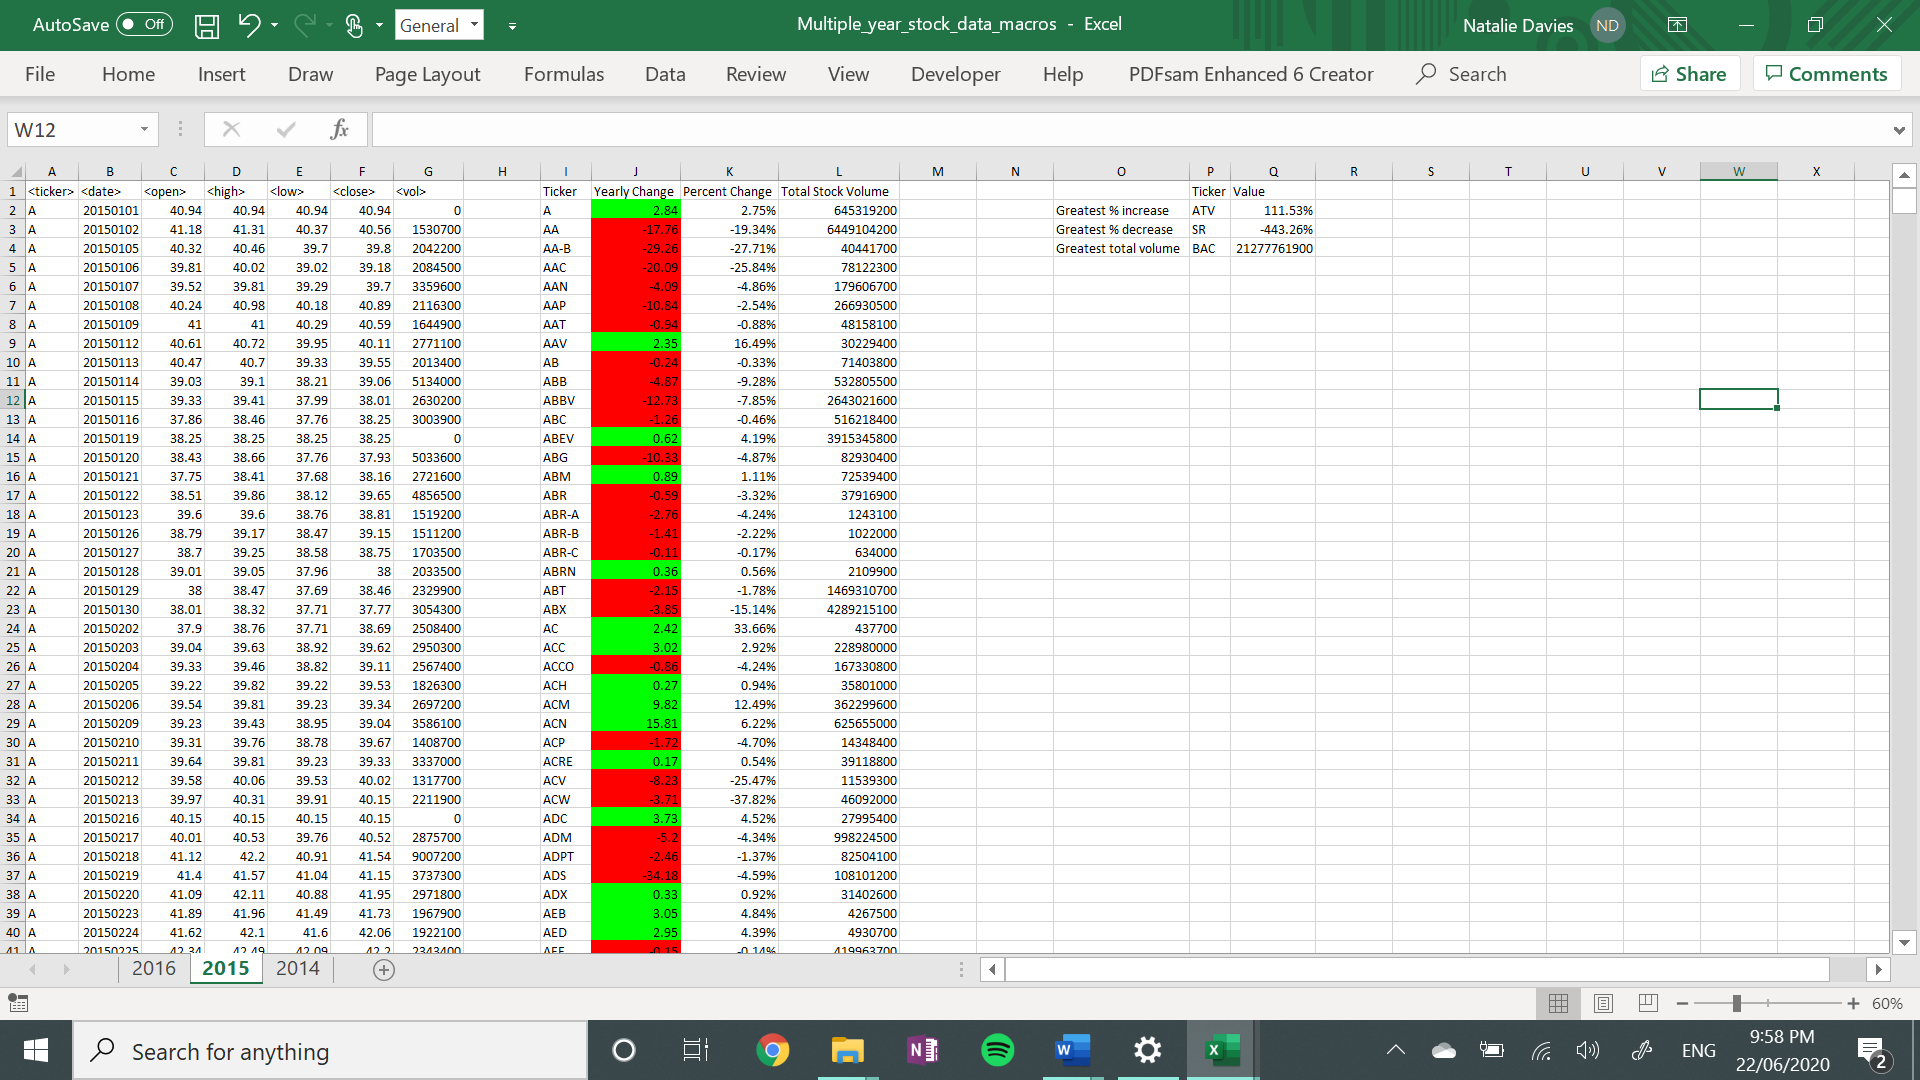 AutoSave Off General Multiple_year_stock_data_macros - Excel Natalie Davies ND
File Home Insert Draw Page Layout Formulas Data Review View Developer Help PDFsam Enhanced 6 Creator Search Share Comments
W12 fx
A B C D E F G H I J K L M N O P Q R S T U V W X
1 <ticker> <date> <open> <high> <low> <close> <vol> Ticker Yearly Change Percent Change Total Stock Volume Ticker Value
2 A 20150101 40.94 40.94 40.94 40.94 0 A 2.84 2.75% 645319200 Greatest % increase ATV 111.53%
3 A 20150102 41.18 41.31 40.37 40.56 1530700 AA -17.76 -19.34% 6449104200 Greatest % decrease SR -443.26%
4 A 20150105 40.32 40.46 39.7 39.8 2042200 AA-B -29.26 -27.71% 40441700 Greatest total volume BAC 21277761900
5 A 20150106 39.81 40.02 39.02 39.18 2084500 AAC -20.09 -25.84% 78122300
6 A 20150107 39.52 39.81 39.29 39.7 3359600 AAN -4.09 -4.86% 179606700
7 A 20150108 40.24 40.98 40.18 40.89 2116300 AAP -10.84 -2.54% 266930500
8 A 20150109 41 41 40.29 40.59 1644900 AAT -0.94 -0.88% 48158100
9 A 20150112 40.61 40.72 39.95 40.11 2771100 AAV 2.35 16.49% 30229400
10 A 20150113 40.47 40.7 39.33 39.55 2013400 AB -0.24 -0.33% 71403800
11 A 20150114 39.03 39.1 38.21 39.06 5134000 ABB -4.87 -9.28% 532805500
12 A 20150115 39.33 39.41 37.99 38.01 2630200 ABBV -12.73 -7.85% 2643021600
13 A 20150116 37.86 38.46 37.76 38.25 3003900 ABC -1.26 -0.46% 516218400
14 A 20150119 38.25 38.25 38.25 38.25 0 ABEV 0.62 4.19% 3915345800
15 A 20150120 38.43 38.66 37.76 37.93 5033600 ABG -10.33 -4.87% 82930400
16 A 20150121 37.75 38.41 37.68 38.16 2721600 ABM 0.89 1.11% 72539400
17 A 20150122 38.51 39.86 38.12 39.65 4856500 ABR -0.59 -3.32% 37916900
18 A 20150123 39.6 39.6 38.76 38.81 1519200 ABR-A -2.76 -4.24% 1243100
19 A 20150126 38.79 39.17 38.47 39.15 1511200 ABR-B -1.41 -2.22% 1022000
20 A 20150127 38.7 39.25 38.58 38.75 1703500 ABR-C -0.11 -0.17% 634000
21 A 20150128 39.01 39.05 37.96 38 2033500 ABRN 0.36 0.56% 2109900
22 A 20150129 38 38.47 37.69 38.46 2329900 ABT -2.15 -1.78% 1469310700
23 A 20150130 38.01 38.32 37.71 37.77 3054300 ABX -3.85 -15.14% 4289215100
24 A 20150202 37.9 38.76 37.71 38.69 2508400 AC 2.42 33.66% 437700
25 A 20150203 39.04 39.63 38.92 39.62 2950300 ACC 3.02 2.92% 228980000
26 A 20150204 39.33 39.46 38.82 39.11 2567400 ACCO -0.86 -4.24% 167330800
27 A 20150205 39.22 39.82 39.22 39.53 1826300 ACH 0.27 0.94% 35801000
28 A 20150206 39.54 39.81 39.23 39.34 2697200 ACM 9.82 12.49% 362299600
29 A 20150209 39.23 39.43 38.95 39.04 3586100 ACN 15.81 6.22% 625655000
30 A 20150210 39.31 39.76 38.78 39.67 1408700 ACP -1.72 -4.70% 14348400
31 A 20150211 39.64 39.81 39.23 39.33 3337000 ACRE 0.17 0.54% 39118800
32 A 20150212 39.58 40.06 39.53 40.02 1317700 ACV -8.23 -25.47% 11539300
33 A 20150213 39.97 40.31 39.91 40.15 2211900 ACW -3.71 -37.82% 46092000
34 A 20150216 40.15 40.15 40.15 40.15 0 ADC 3.73 4.52% 27995400
35 A 20150217 40.01 40.53 39.76 40.52 2875700 ADM -5.2 -4.34% 998224500
36 A 20150218 41.12 42.2 40.91 41.54 9007200 ADPT -2.46 -1.37% 82504100
37 A 20150219 41.4 41.57 41.04 41.15 3737300 ADS -34.18 -4.59% 108101200
38 A 20150220 41.09 42.11 40.88 41.95 2971800 ADX 0.33 0.92% 31402600
39 A 20150223 41.89 41.96 41.49 41.73 1967900 AEB 3.05 4.84% 4267500
40 A 20150224 41.62 42.1 41.6 42.06 1922100 AED 2.95 4.39% 4930700
41 A 20150225 42.34 42.49 42.09 42.2 2343400 AEE -0.15 -0.14% 419963700
2016 2015 2014
60%
Search for anything ENG 9:58 PM
22/06/2020 2